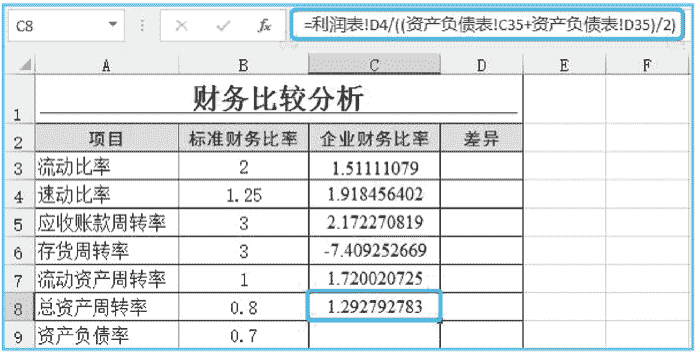 C8 fx =利润表!D4/((资产负债表!C35+资产负债表!D35)/2)
A B C D E F
1 财务比较分析
2 项目 标准财务比率 企业财务比率 差异
3 流动比率 2 1.51111079
4 速动比率 1.25 1.918456402
5 应收账款周转率 3 2.172270819
6 存货周转率 3 -7.409252669
7 流动资产周转率 1 1.720020725
8 总资产周转率 0.8 1.292792783
9 资产负债率 0.7